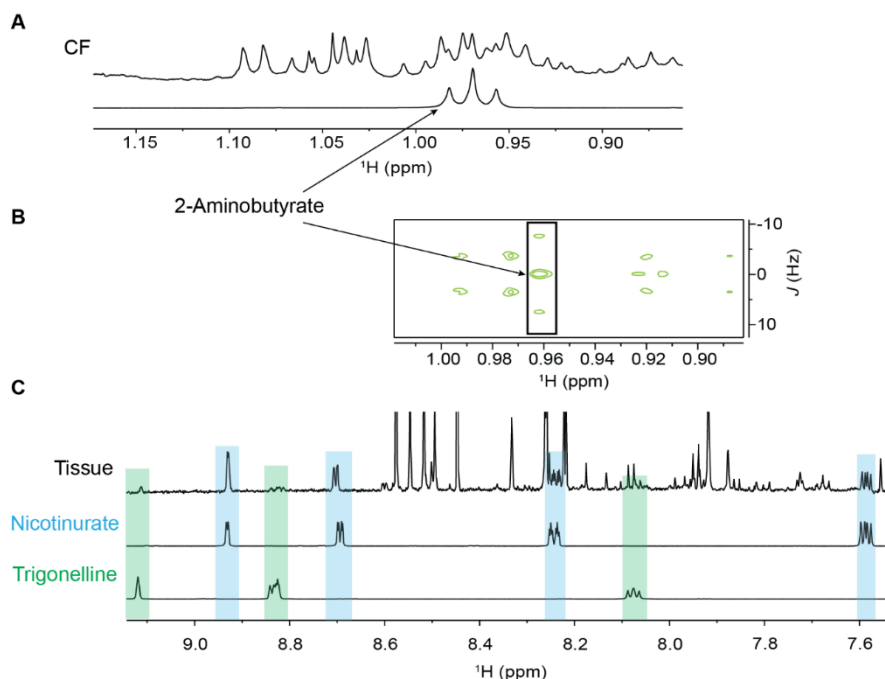 A
CF
1.15 1.10 1.05 1.00 0.95 0.90
¹H (ppm)
2-Aminobutyrate
B
-10
0
10
J (Hz)
1.00 0.98 0.96 0.94 0.92 0.90
¹H (ppm)
C
Tissue
Nicotinurate
Trigonelline
9.0 8.8 8.6 8.4 8.2 8.0 7.8 7.6
¹H (ppm)